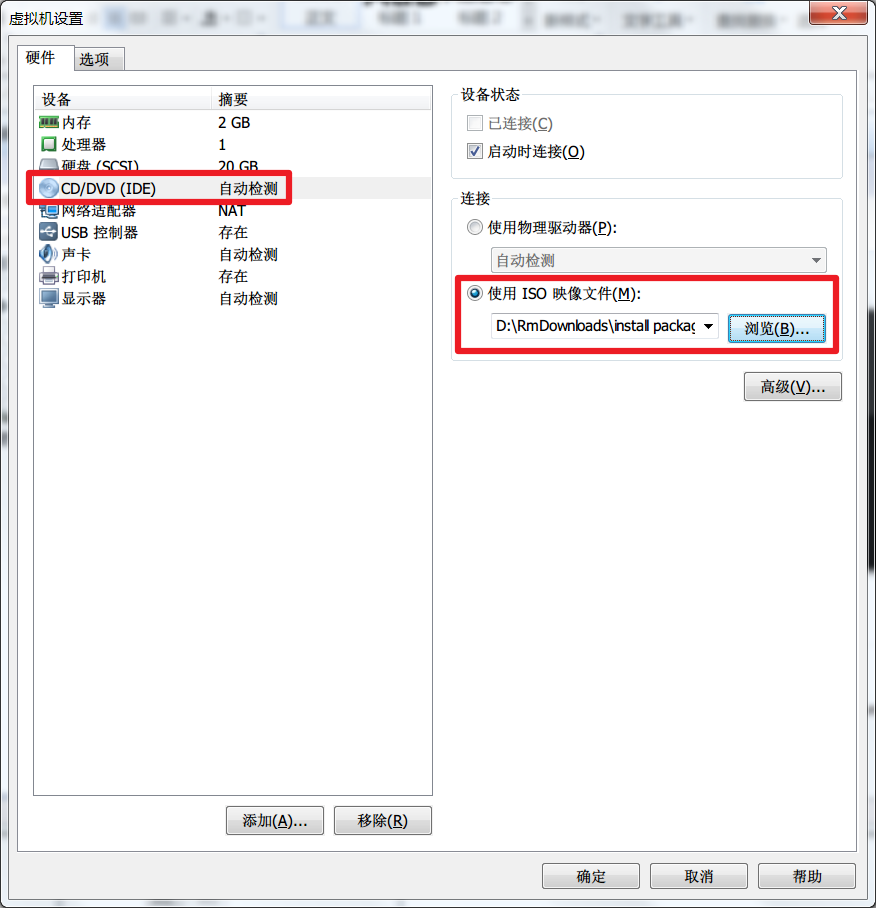 虚拟机设置
硬件 选项
设备 摘要
内存 2 GB
处理器 1
硬盘 (SCSI) 20 GB
CD/DVD (IDE) 自动检测
网络适配器 NAT
USB 控制器 存在
声卡 自动检测
打印机 存在
显示器 自动检测
添加(A)... 移除(R)
设备状态
已连接(C)
启动时连接(O)
连接
使用物理驱动器(P):
自动检测
使用 ISO 映像文件(M):
D:\RmDownloads\install packag 浏览(B)...
高级(V)...
确定 取消 帮助